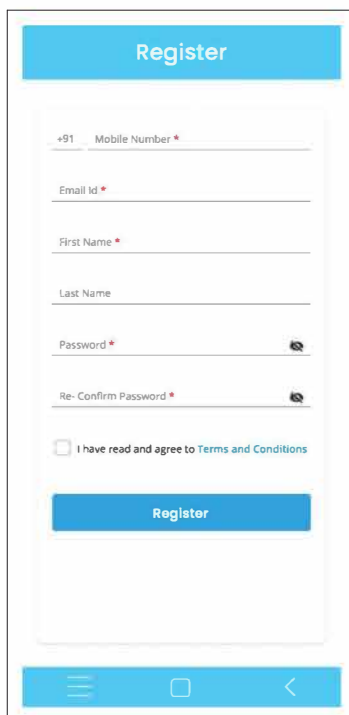 Register
+91 Mobile Number *
Email Id *
First Name *
Last Name
Password *
Re- Confirm Password *
I have read and agree to Terms and Conditions
Register